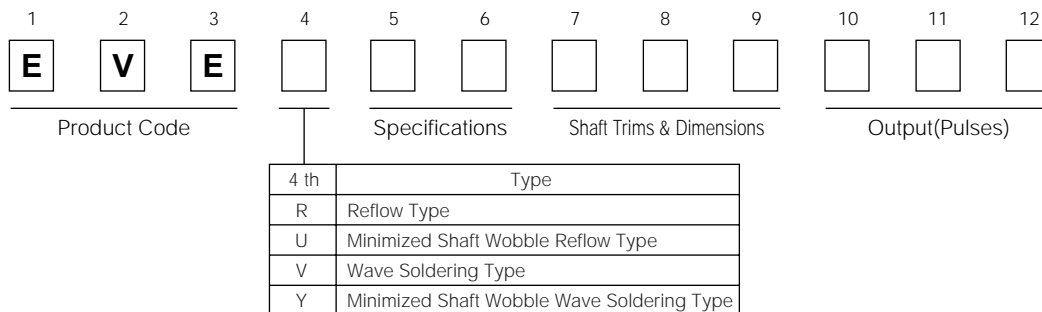 1 2 3 4 5 6 7 8 9 10 11 12
E V E
Product Code Specifications Shaft Trims & Dimensions Output(Pulses)
4 th Type
R Reflow Type
U Minimized Shaft Wobble Reflow Type
V Wave Soldering Type
Y Minimized Shaft Wobble Wave Soldering Type